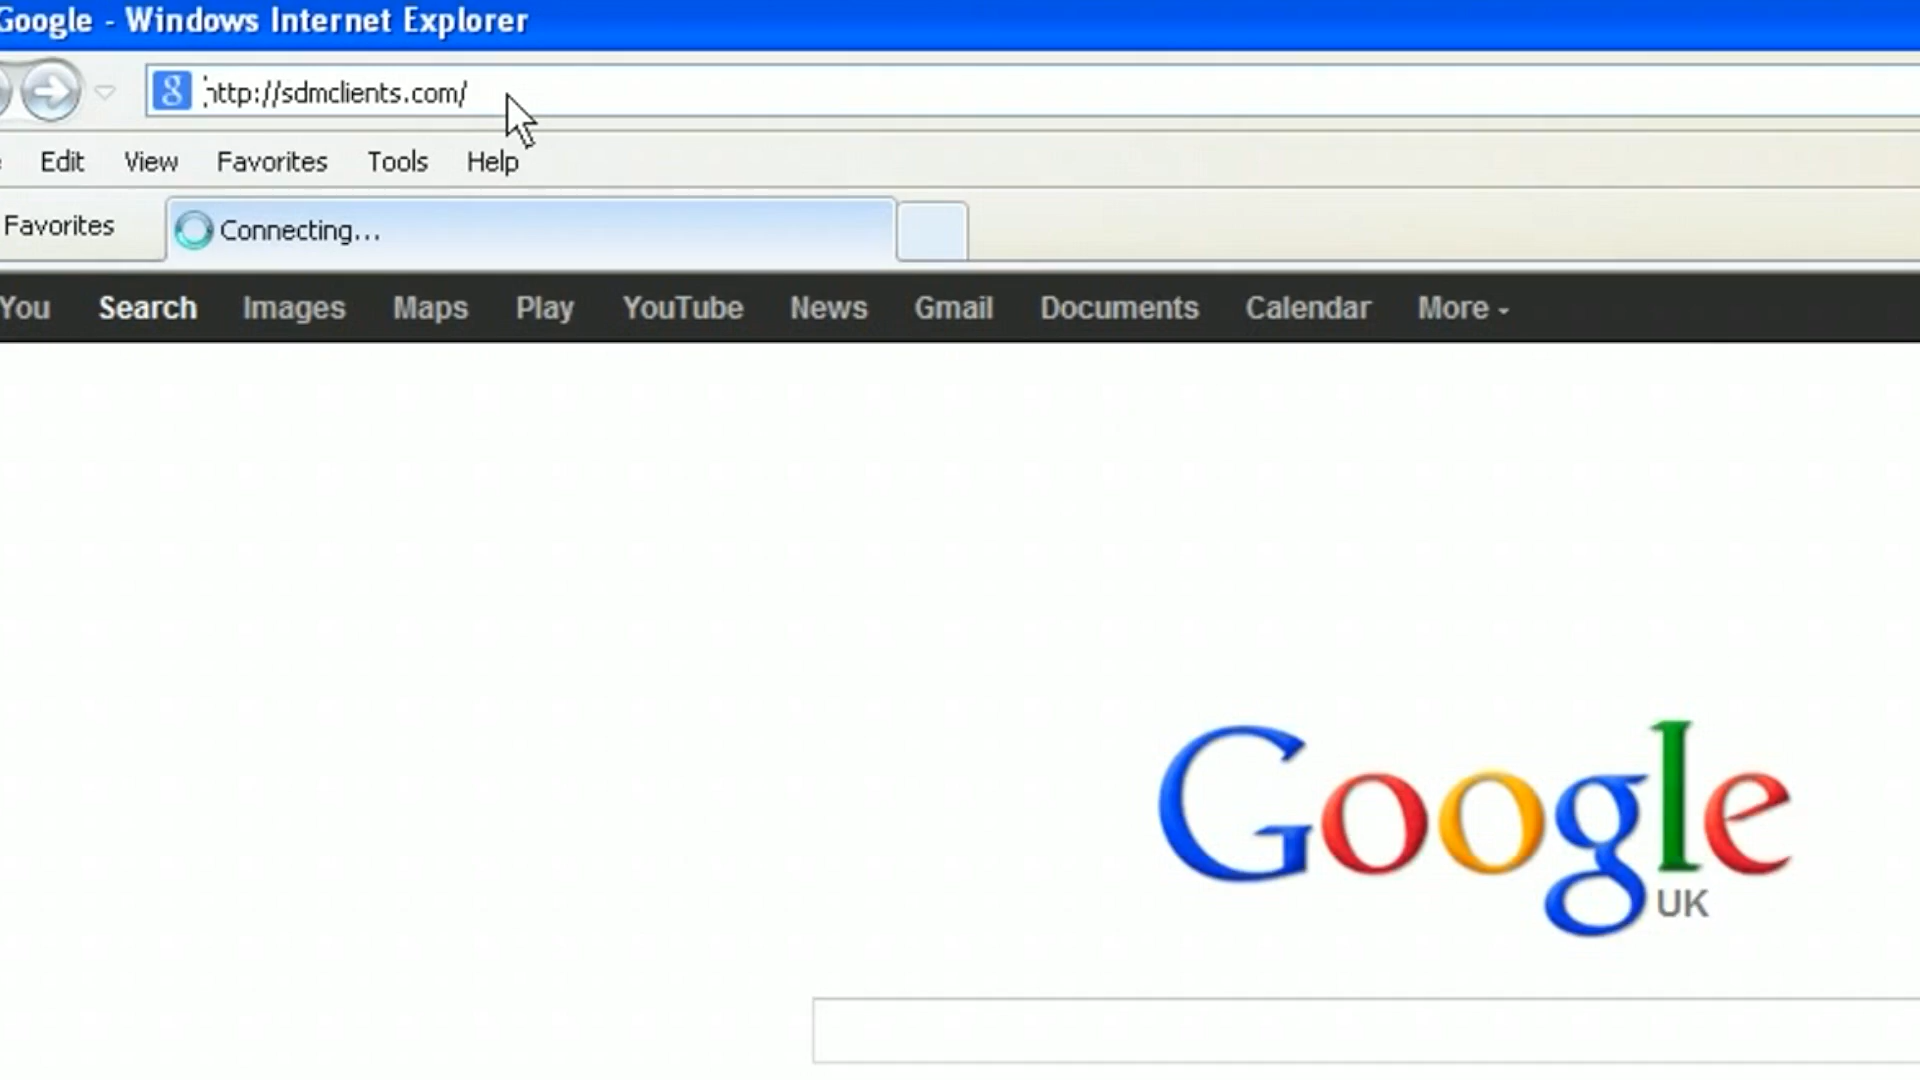 Google - Windows Internet Explorer
http://sdmclients.com/
Edit View Favorites Tools Help
Favorites Connecting...
You Search Images Maps Play YouTube News Gmail Documents Calendar More
Google
UK